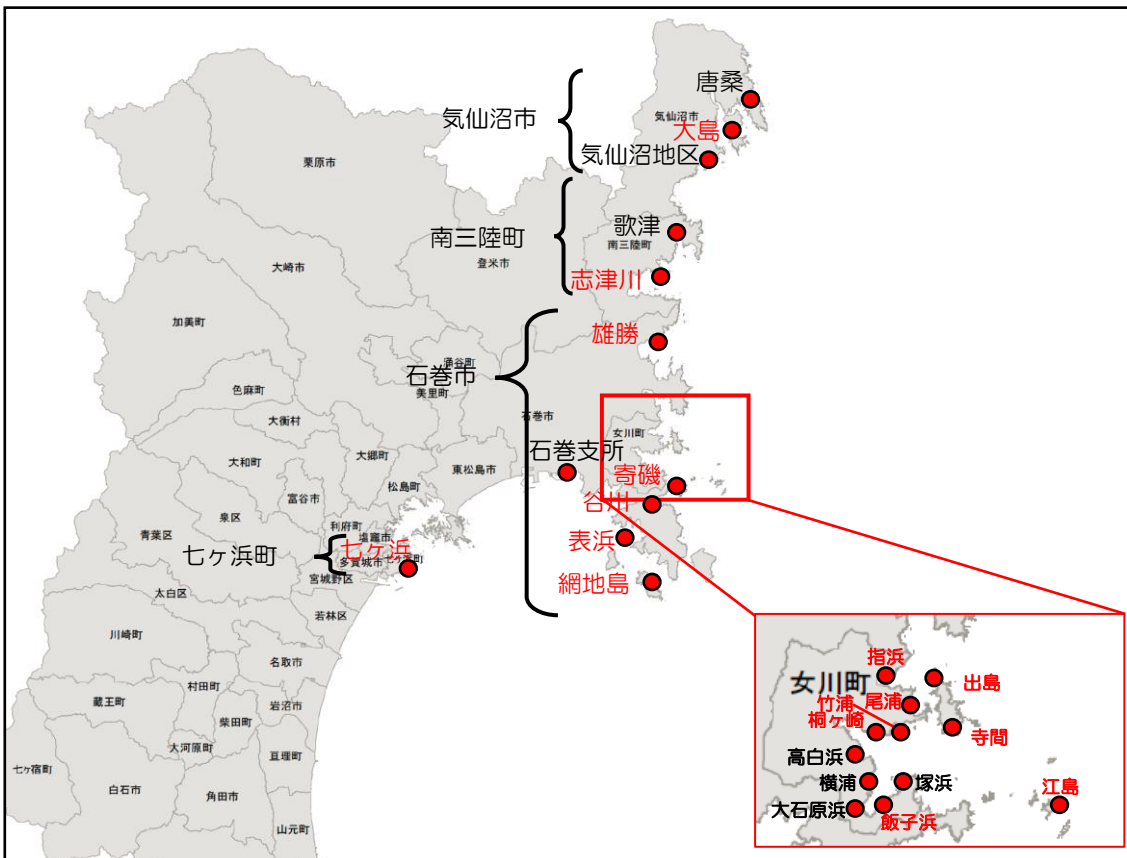 唐桑
気仙沼市
気仙沼市
大島
気仙沼地区
栗原市
歌津
南三陸町
南三陸町
登米市
大崎市
志津川
加美町
雄勝
涌谷町
石巻市
美里町
色麻町
石巻市
大衡村
女川町
大和町
大郷町
石巻支所
東松島市
寄磯
富谷市
松島町
谷川
泉区
利府町
青葉区
塩竈市
表浜
七ヶ浜町
七ヶ浜
多賀城市
七ヶ浜町
宮城野区
網地島
太白区
若林区
川崎町
名取市
村田町
蔵王町
岩沼市
柴田町
大河原町
亘理町
七ヶ宿町
白石市
角田市
山元町
指浜
女川町
出島
竹浦
尾浦
桐ヶ崎
寺間
高白浜
横浦
塚浜
江島
大石原浜
飯子浜